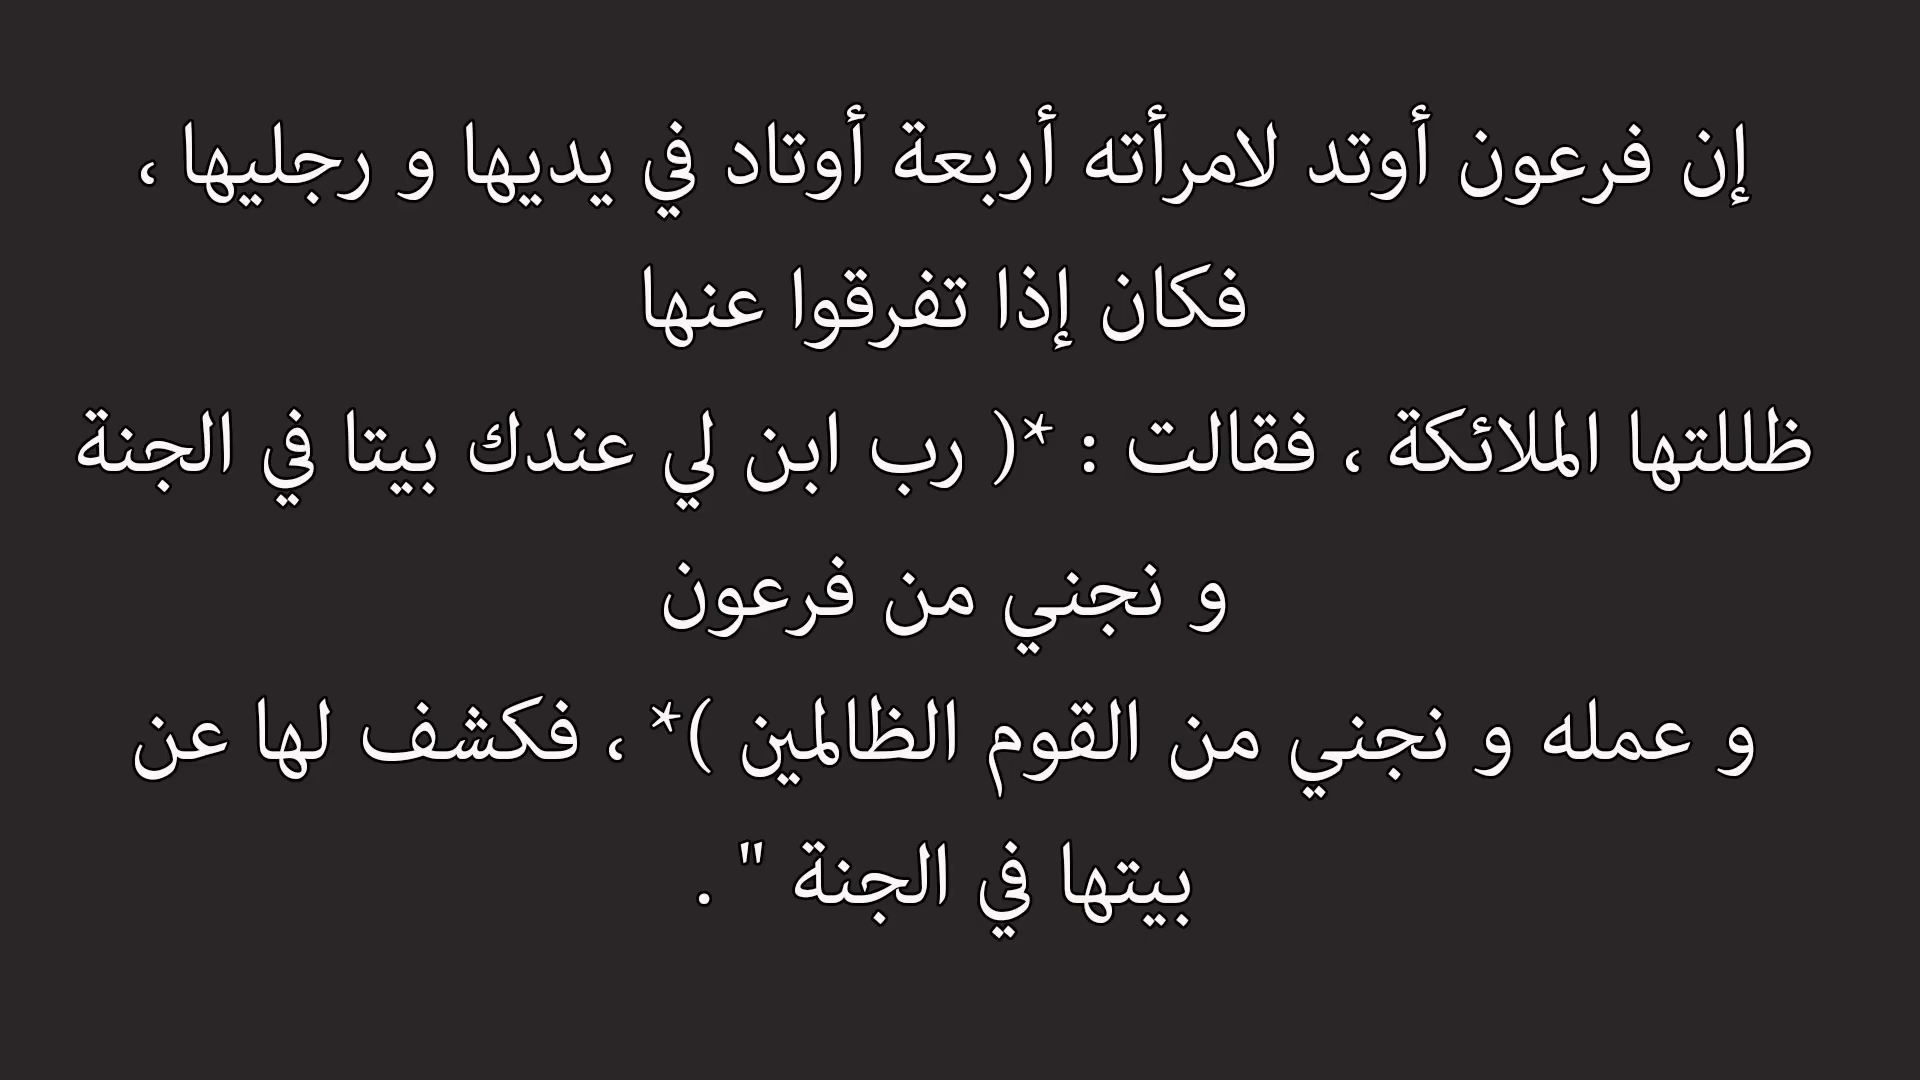 إن فرعون أوتد لامرأته أربعة أوتاد في يديها و رجليها ،
فكان إذا تفرقوا عنها
ظللتها الملائكة ، فقالت : *( رب ابن لي عندك بيتا في الجنة
و نجني من فرعون
و عمله و نجني من القوم الظالمين )* ، فكشف لها عن
بيتها في الجنة " .